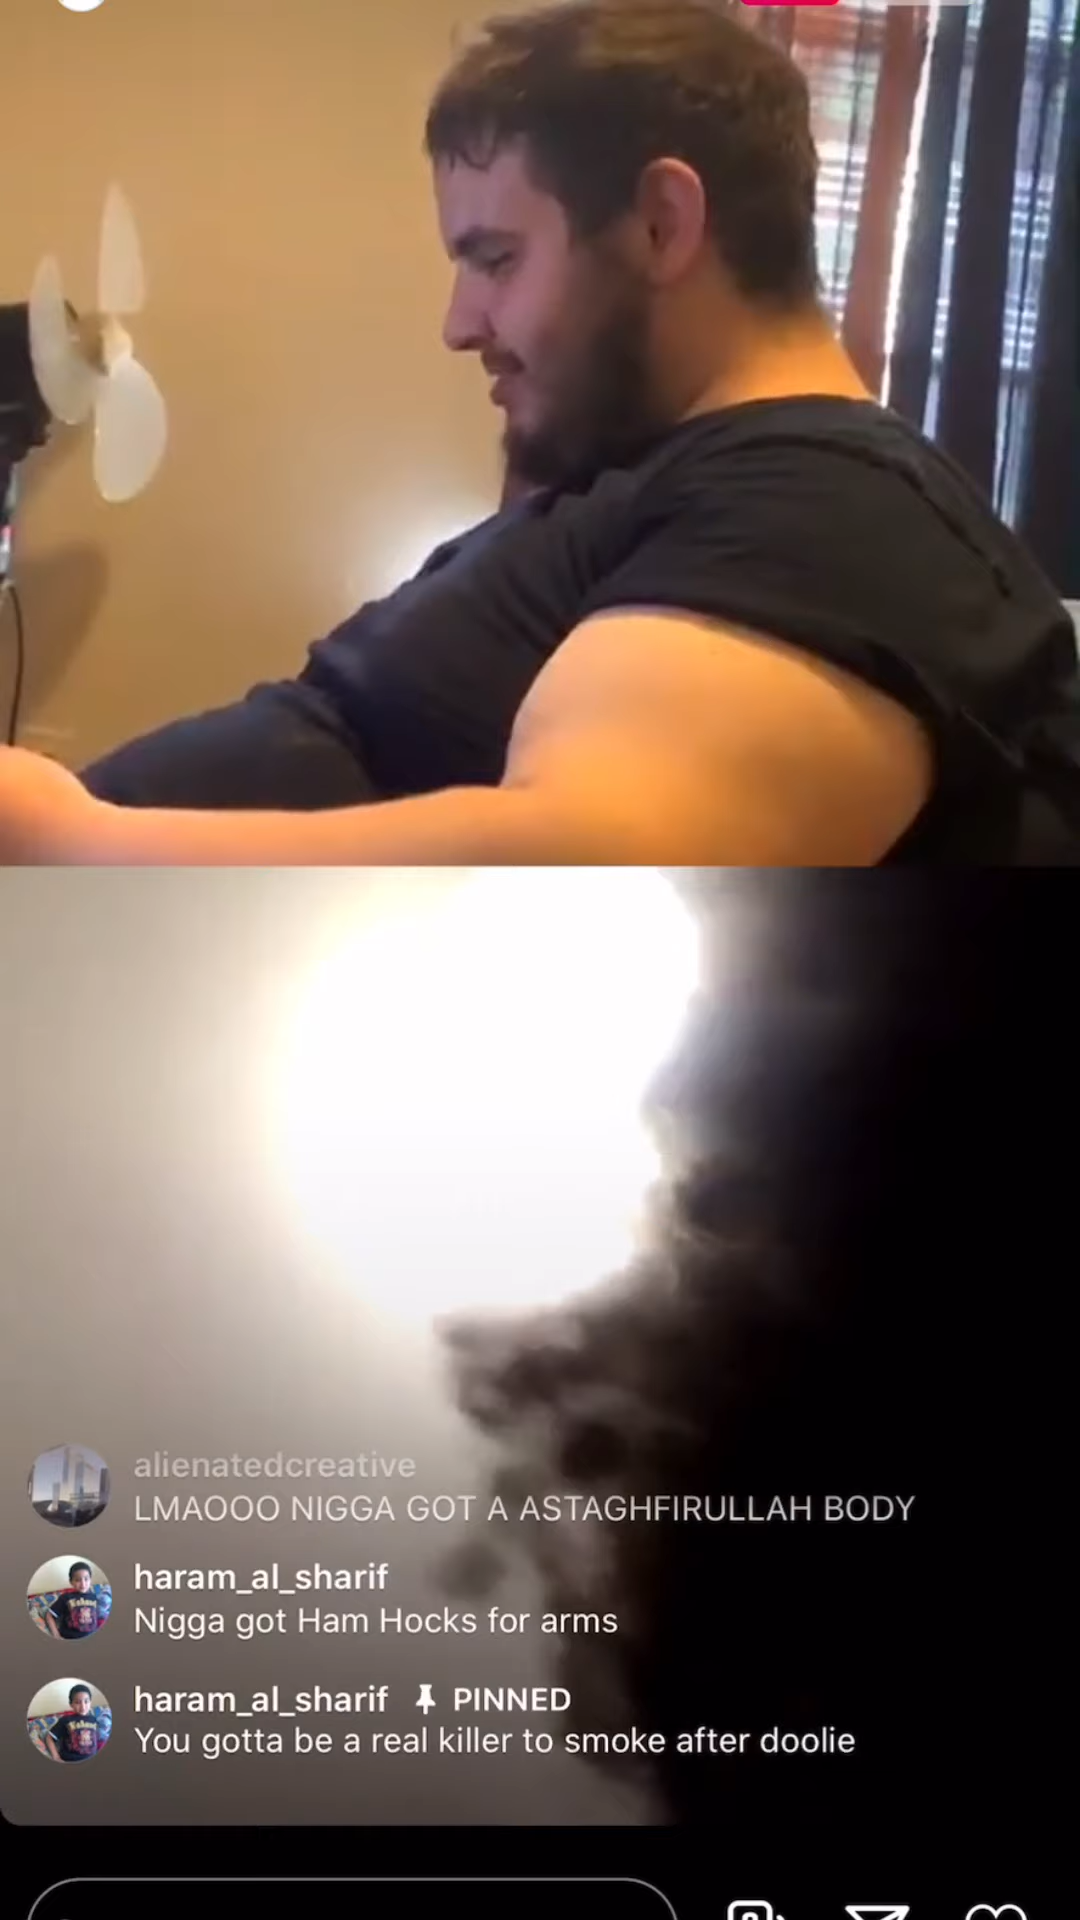 alienatedcreative
LMAOOO NIGGA GOT A ASTAGHFIRULLAH BODY
haram_al_sharif
Nigga got Ham Hocks for arms
haram_al_sharif PINNED
You gotta be a real killer to smoke after doolie